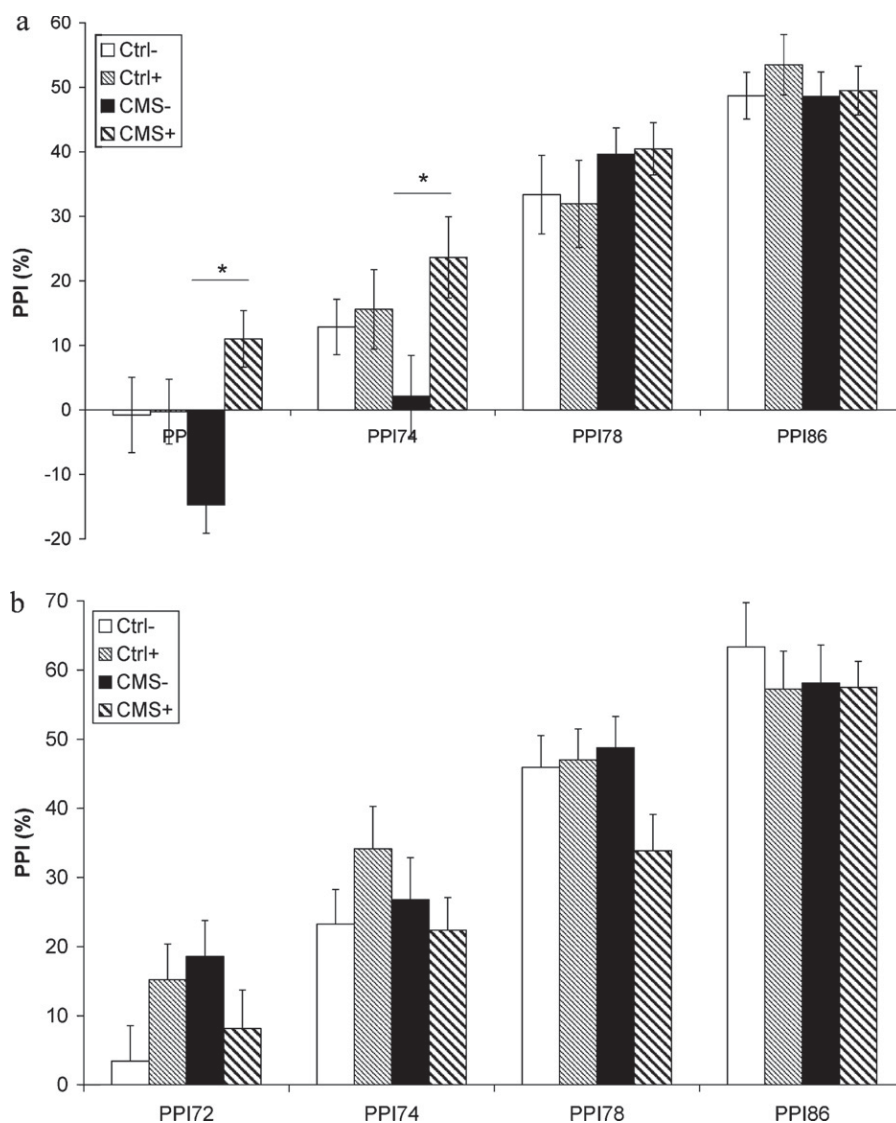 a
60
50
40
30
20
10
0
-10
-20
PPI (%)
Ctrl-
Ctrl+
CMS-
CMS+
*
*
PP
PPI74
PPI78
PPI86
b
70
60
50
40
30
20
10
0
PPI (%)
Ctrl-
Ctrl+
CMS-
CMS+
PPI72
PPI74
PPI78
PPI86